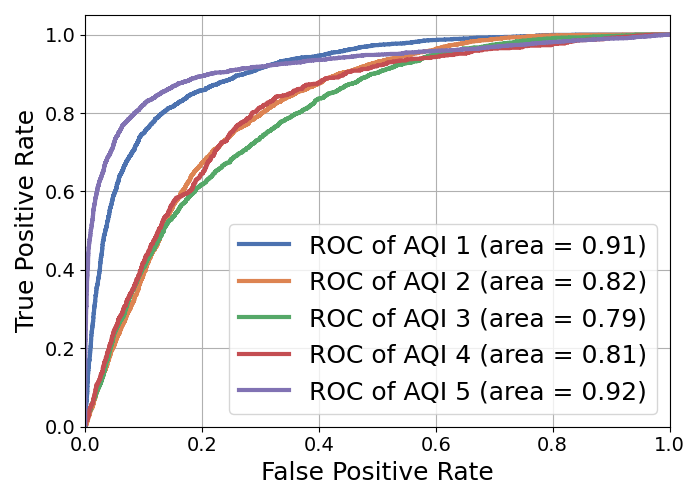 True Positive Rate
1.0
0.8
0.6
0.4
0.2
0.0
ROC of AQI 1 (area = 0.91)
ROC of AQI 2 (area = 0.82)
ROC of AQI 3 (area = 0.79)
ROC of AQI 4 (area = 0.81)
ROC of AQI 5 (area = 0.92)
0.0 0.2 0.4 0.6 0.8 1.0
False Positive Rate